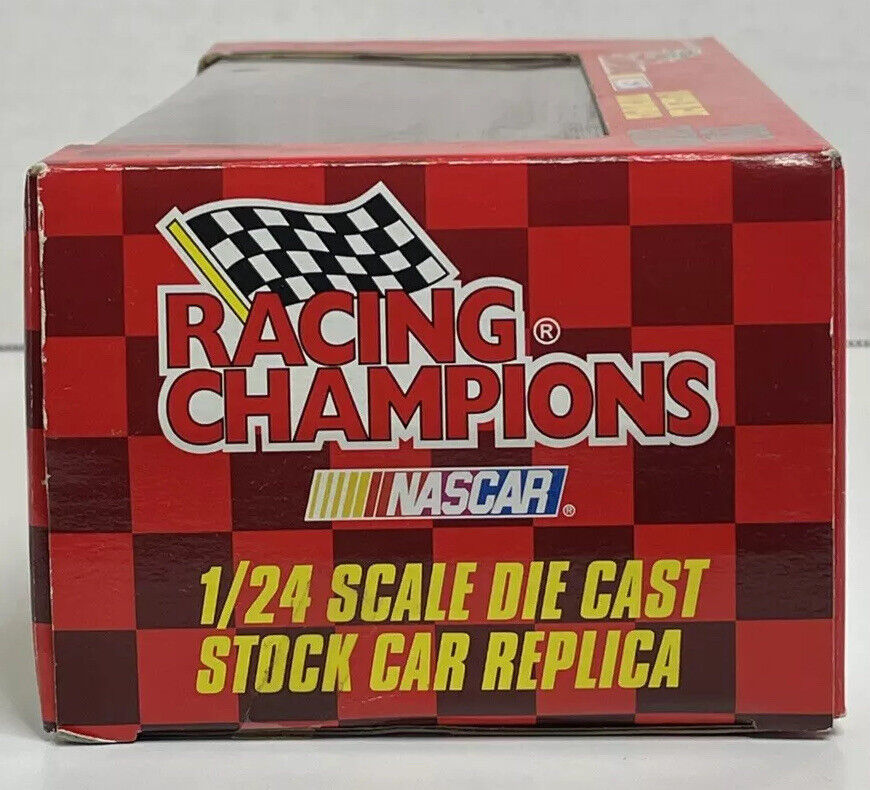 RACING®
CHAMPIONS
NASCAR®
1/24 SCALE DIE CAST
STOCK CAR REPLICA